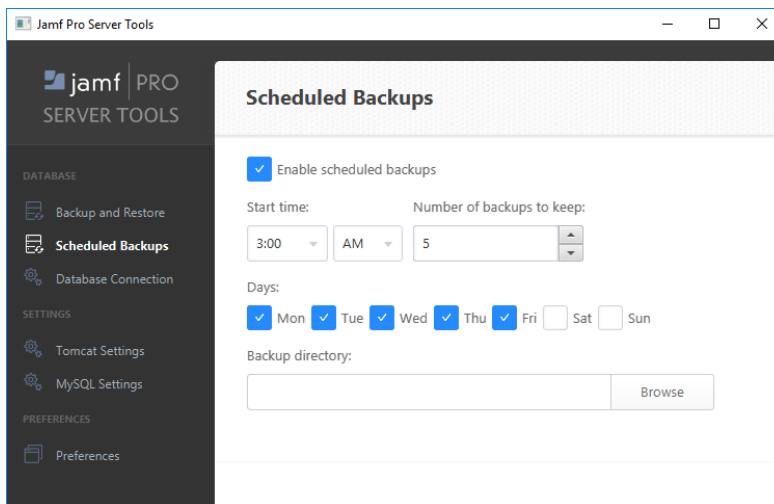 Jamf Pro Server Tools
jamf PRO
SERVER TOOLS
DATABASE
Backup and Restore
Scheduled Backups
Database Connection
SETTINGS
Tomcat Settings
MySQL Settings
PREFERENCES
Preferences
Scheduled Backups
Enable scheduled backups
Start time: Number of backups to keep:
3:00 AM 5
Days:
Mon Tue Wed Thu Fri Sat Sun
Backup directory:
Browse